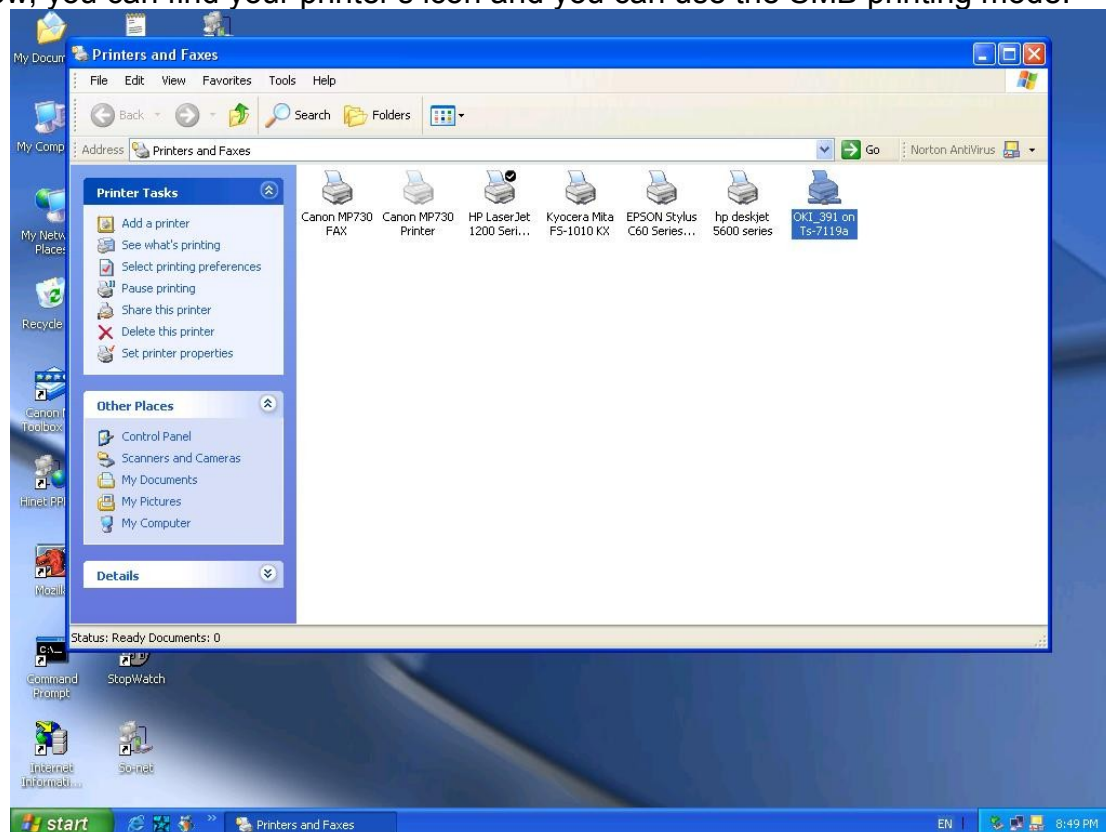 ow, you can find your printer's icon and you can use the SMB printing mode.
My Docum
Printers and Faxes
File Edit View Favorites Tools Help
Back Search Folders
My Comp
Address Printers and Faxes Go Norton AntiVirus
Printer Tasks
Add a printer
See what's printing
Select printing preferences
Pause printing
Share this printer
Delete this printer
Set printer properties
Canon MP730
FAX
Canon MP730
Printer
HP LaserJet
1200 Seri...
Kyocera Mita
FS-1010 KX
EPSON Stylus
C60 Series...
hp deskjet
5600 series
OKI_391 on
Ts-7119a
My Netw
Places
Recycle
Other Places
Control Panel
Scanners and Cameras
My Documents
My Pictures
My Computer
Canon
Toolbox
Hinet PPP
Mozill
Details
Status: Ready Documents: 0
C:\_
Command
Prompt
StopWatch
Internet
Informati...
So-net
start Printers and Faxes EN 8:49 PM